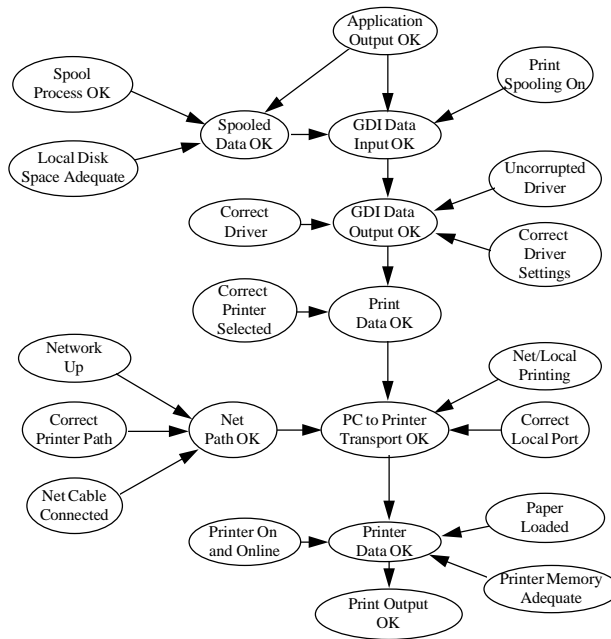 Application
Output OK
Spool
Process OK
Print
Spooling On
Spooled
Data OK
GDI Data
Input OK
Local Disk
Space Adequate
Uncorrupted
Driver
Correct
Driver
GDI Data
Output OK
Correct
Driver
Settings
Correct
Printer
Selected
Print
Data OK
Network
Up
Net/Local
Printing
Correct
Printer Path
Net
Path OK
PC to Printer
Transport OK
Correct
Local Port
Net Cable
Connected
Paper
Loaded
Printer On
and Online
Printer
Data OK
Printer Memory
Adequate
Print Output
OK